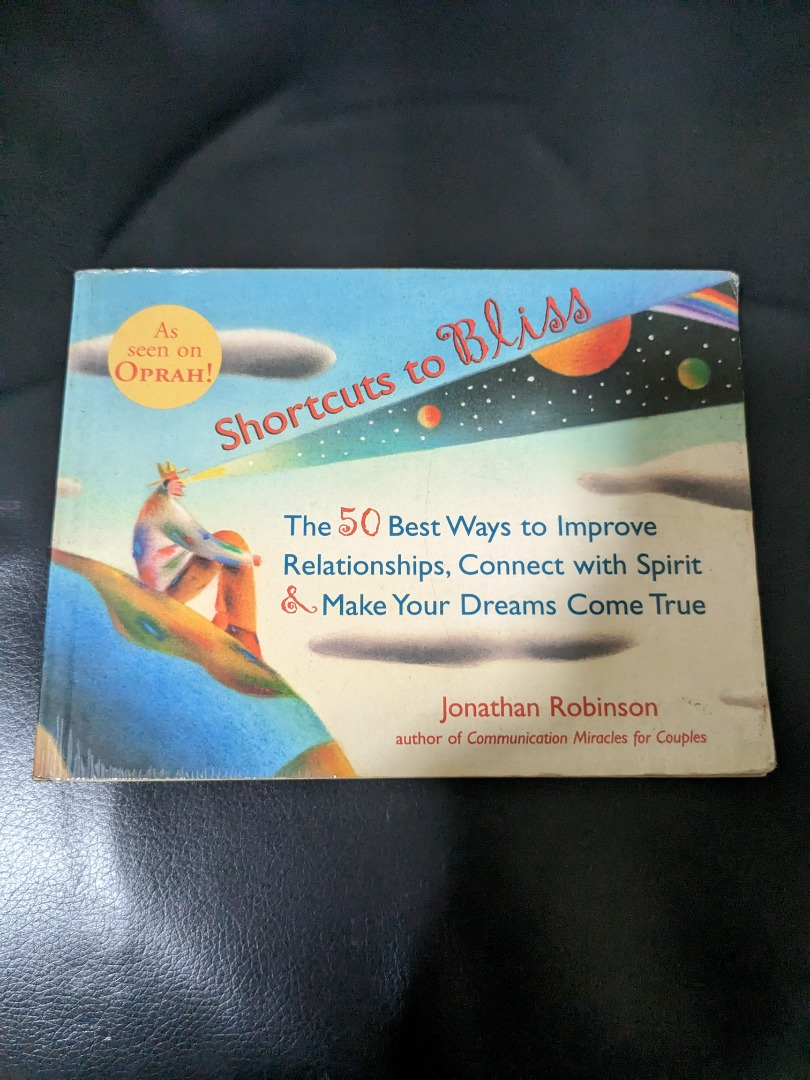 As
seen on
OPRAH!
Shortcuts to Bliss
The 50 Best Ways to Improve
Relationships, Connect with Spirit
& Make Your Dreams Come True
Jonathan Robinson
author of Communication Miracles for Couples